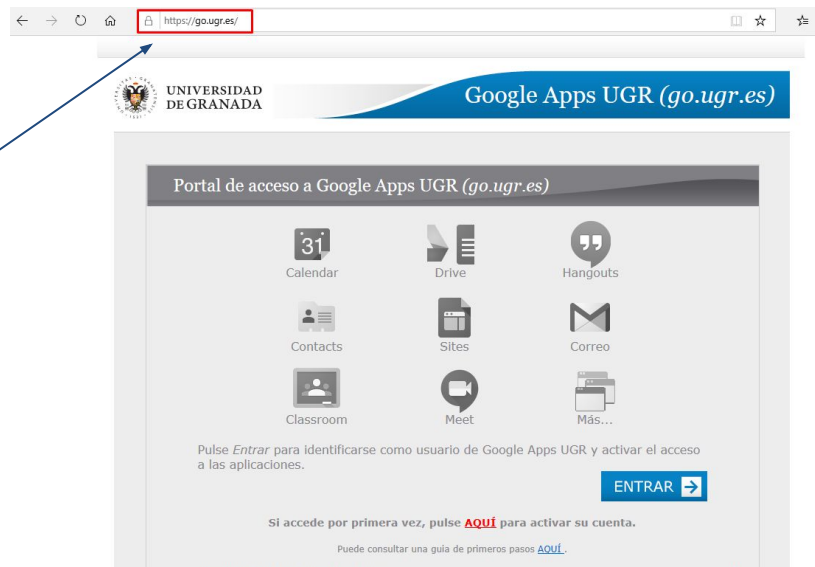 https://go.ugr.es/
UNIVERSIDAD
DE GRANADA
Google Apps UGR (go.ugr.es)
Portal de acceso a Google Apps UGR (go.ugr.es)
31
Calendar
Drive
Hangouts
Contacts
Sites
Correo
Classroom
Meet
Más...
Pulse Entrar para identificarse como usuario de Google Apps UGR y activar el acceso
a las aplicaciones.
ENTRAR
Si accede por primera vez, pulse AQUÍ para activar su cuenta.
Puede consultar una guia de primeros pasos AQUÍ .